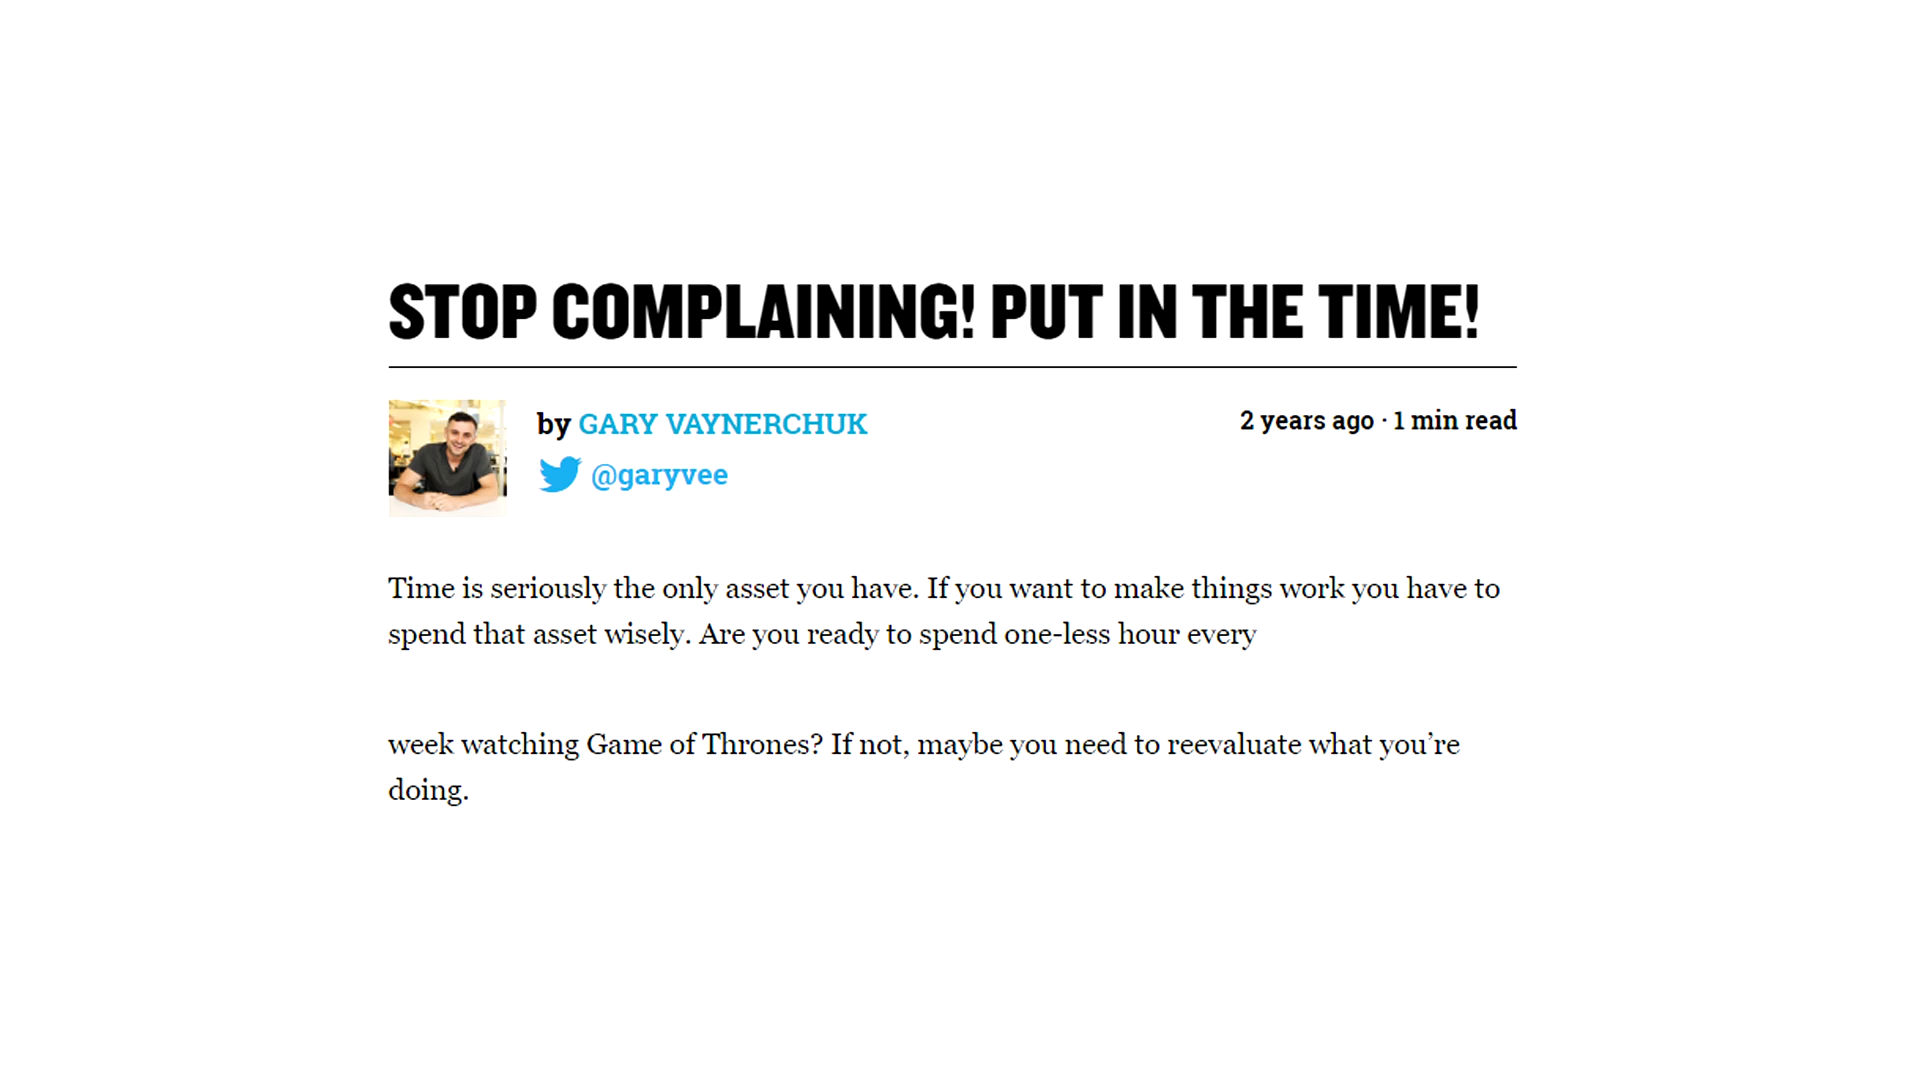 STOP COMPLAINING! PUT IN THE TIME!
by GARY VAYNERCHUK
2 years ago · 1 min read
@garyvee
Time is seriously the only asset you have. If you want to make things work you have to
spend that asset wisely. Are you ready to spend one-less hour every
week watching Game of Thrones? If not, maybe you need to reevaluate what you’re
doing.